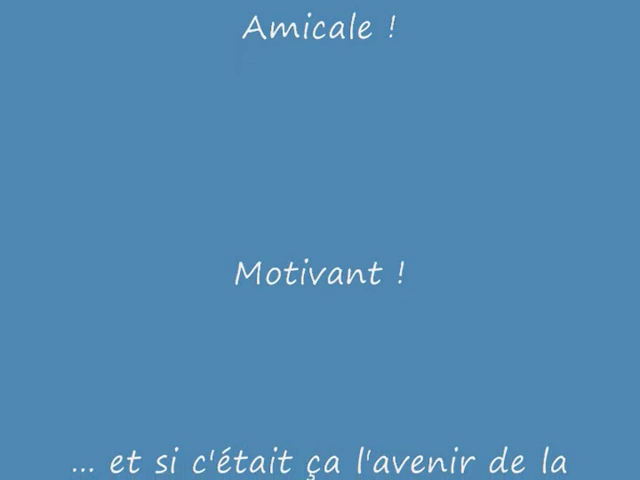 Amicale !
Motivant !
... et si c'était ça l'avenir de la